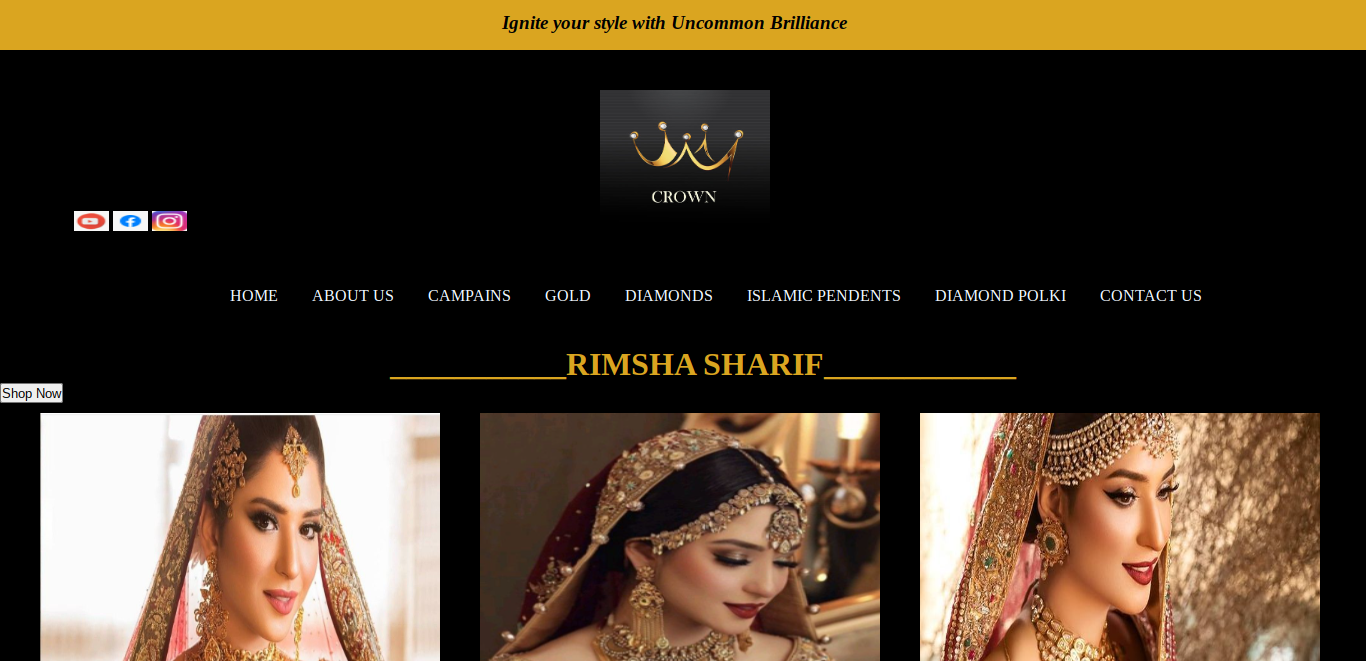 Ignite your style with Uncommon Brilliance
CROWN
HOME ABOUT US CAMPAINS GOLD DIAMONDS ISLAMIC PENDENTS DIAMOND POLKI CONTACT US
___________RIMSHA SHARIF____________
Shop Now